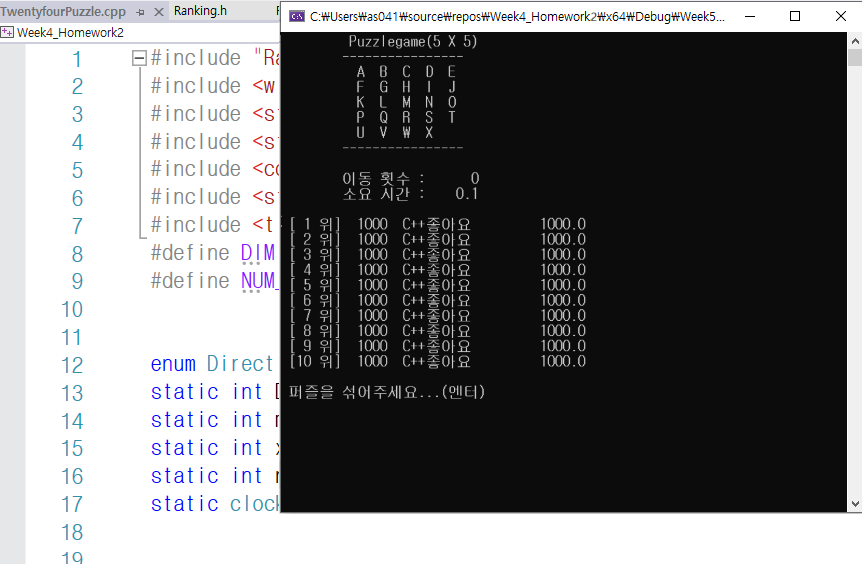 TwentyfourPuzzle.cpp
Ranking.h
Week4_Homework2
C:₩Users₩as041₩source₩repos₩Week4_Homework2₩x64₩Debug₩Week5...
1 #include "Ra
2 #include <w
3 #include <s
4 #include <s
5 #include <co
6 #include <s
7 #include <t
8 #define DIM
9 #define NUM_
10
11
12 enum Direct
13 static int D
14 static int
15 static int x
16 static int
17 static clock
18
19
Puzzlegame(5 X 5)
----------------
A B C D E
F G H I J
K L M N O
P Q R S T
U V W X
----------------
이동 횟수 : 0
소요 시간 : 0.1
[ 1 위] 1000 C++좋아요 1000.0
[ 2 위] 1000 C++좋아요 1000.0
[ 3 위] 1000 C++좋아요 1000.0
[ 4 위] 1000 C++좋아요 1000.0
[ 5 위] 1000 C++좋아요 1000.0
[ 6 위] 1000 C++좋아요 1000.0
[ 7 위] 1000 C++좋아요 1000.0
[ 8 위] 1000 C++좋아요 1000.0
[ 9 위] 1000 C++좋아요 1000.0
[10 위] 1000 C++좋아요 1000.0
퍼즐을 섞어주세요...(엔터)